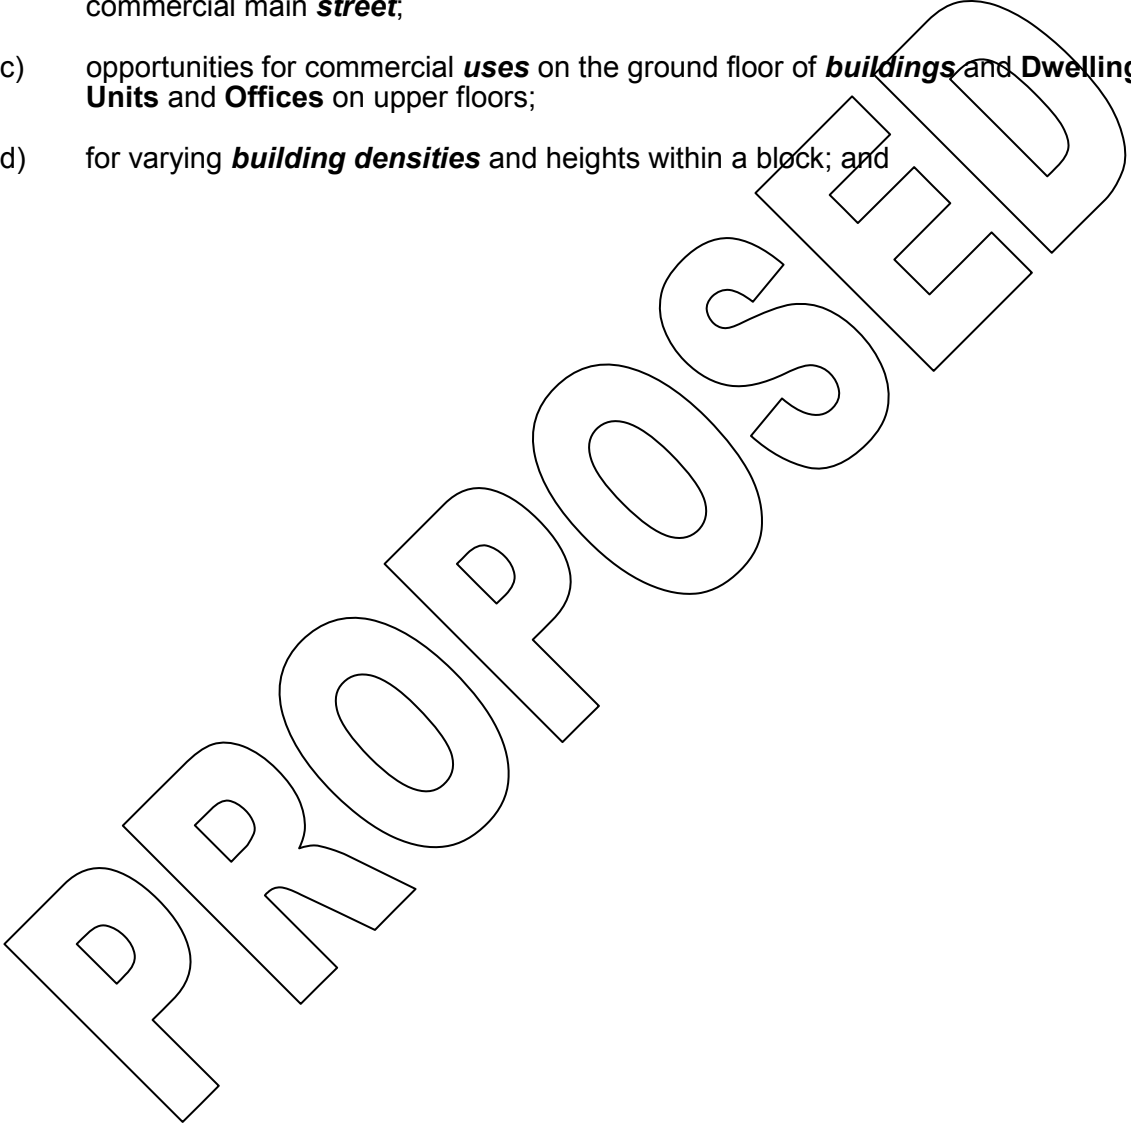 commercial main street;
c) opportunities for commercial uses on the ground floor of buildings and Dwelling
Units and Offices on upper floors;
d) for varying building densities and heights within a block; and
PROPOSED